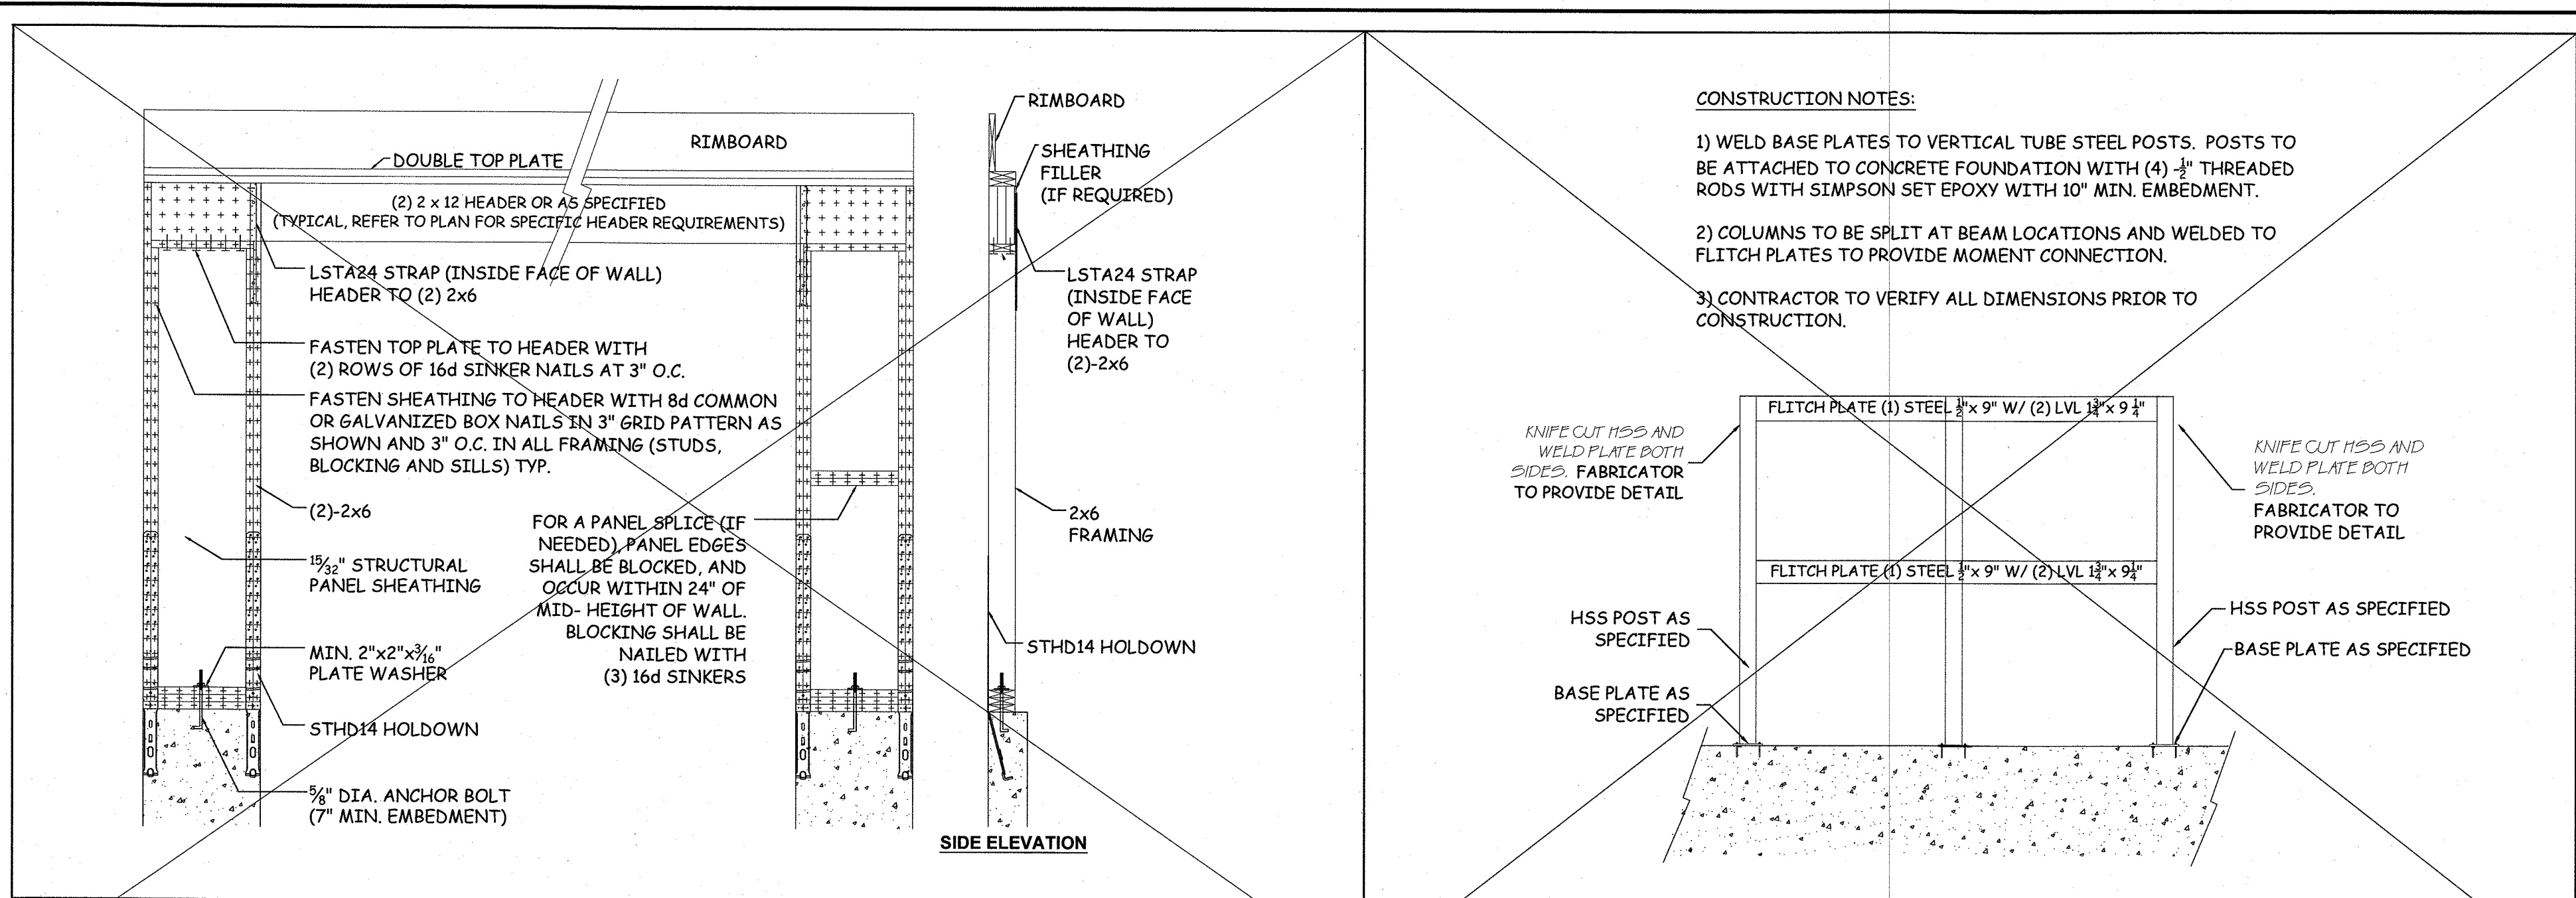 RIMBOARD
DOUBLE TOP PLATE
(2) 2 x 12 HEADER OR AS SPECIFIED
(TYPICAL, REFER TO PLAN FOR SPECIFIC HEADER REQUIREMENTS)
LSTA24 STRAP (INSIDE FACE OF WALL)
HEADER TO (2) 2x6
FASTEN TOP PLATE TO HEADER WITH
(2) ROWS OF 16d SINKER NAILS AT 3" O.C.
FASTEN SHEATHING TO HEADER WITH 8d COMMON
OR GALVANIZED BOX NAILS IN 3" GRID PATTERN AS
SHOWN AND 3" O.C. IN ALL FRAMING (STUDS,
BLOCKING AND SILLS) TYP.
(2)-2x6
15/32" STRUCTURAL
PANEL SHEATHING
MIN. 2"x2"x3/16"
PLATE WASHER
STHD14 HOLDOWN
5/8" DIA. ANCHOR BOLT
(7" MIN. EMBEDMENT)
FOR A PANEL SPLICE (IF
NEEDED), PANEL EDGES
SHALL BE BLOCKED, AND
OCCUR WITHIN 24" OF
MID- HEIGHT OF WALL.
BLOCKING SHALL BE
NAILED WITH
(3) 16d SINKERS
RIMBOARD
SHEATHING
FILLER
(IF REQUIRED)
LSTA24 STRAP
(INSIDE FACE
OF WALL)
HEADER TO
(2)-2x6
2x6
FRAMING
STHD14 HOLDOWN
SIDE ELEVATION
CONSTRUCTION NOTES:
1) WELD BASE PLATES TO VERTICAL TUBE STEEL POSTS. POSTS TO
BE ATTACHED TO CONCRETE FOUNDATION WITH (4) -1/2" THREADED
RODS WITH SIMPSON SET EPOXY WITH 10" MIN. EMBEDMENT.
2) COLUMNS TO BE SPLIT AT BEAM LOCATIONS AND WELDED TO
FLITCH PLATES TO PROVIDE MOMENT CONNECTION.
3) CONTRACTOR TO VERIFY ALL DIMENSIONS PRIOR TO
CONSTRUCTION.
FLITCH PLATE (1) STEEL 1/2"x 9" W/ (2) LVL 1 3/4"x 9 1/4"
KNIFE CUT HSS AND
WELD PLATE BOTH
SIDES. FABRICATOR
TO PROVIDE DETAIL
KNIFE CUT HSS AND
WELD PLATE BOTH
SIDES.
FABRICATOR TO
PROVIDE DETAIL
FLITCH PLATE (1) STEEL 1/2"x 9" W/ (2) LVL 1 3/4"x 9 1/4"
HSS POST AS
SPECIFIED
BASE PLATE AS
SPECIFIED
HSS POST AS SPECIFIED
BASE PLATE AS SPECIFIED